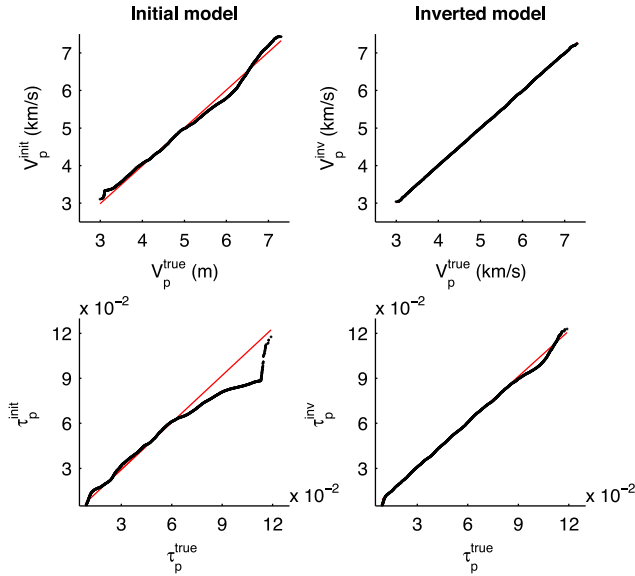 Initial model
Inverted model
7
6
5
4
3
V_p^init (km/s)
3 4 5 6 7
V_p^true (m)
7
6
5
4
3
V_p^inv (km/s)
3 4 5 6 7
V_p^true (km/s)
x 10^-2
12
9
6
3
τ_p^init
3 6 9 12
x 10^-2
τ_p^true
x 10^-2
12
9
6
3
τ_p^inv
3 6 9 12
x 10^-2
τ_p^true